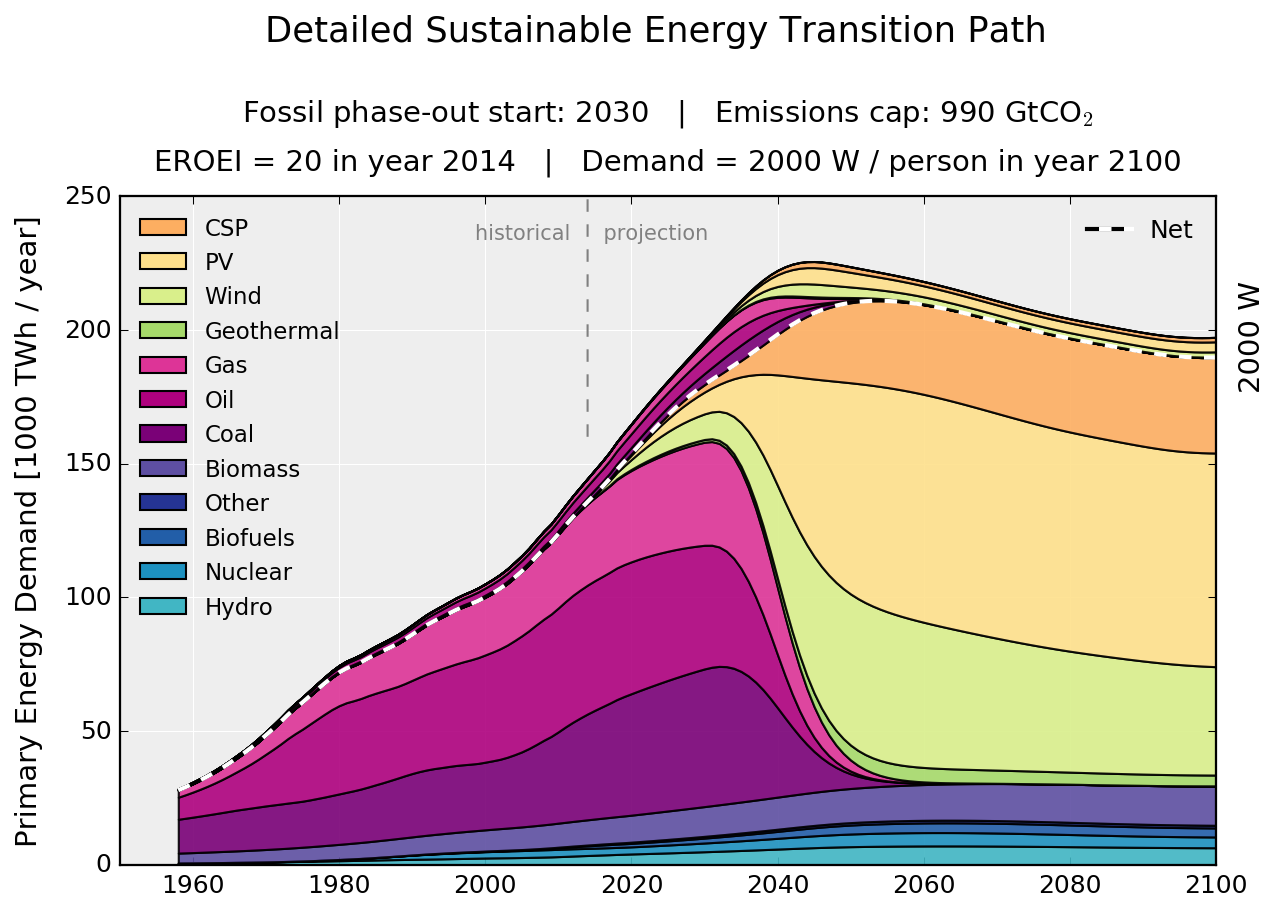 Detailed Sustainable Energy Transition Path
Fossil phase-out start: 2030 | Emissions cap: 990 GtCO₂
EROEI = 20 in year 2014 | Demand = 2000 W / person in year 2100
Primary Energy Demand [1000 TWh / year]
250
200
150
100
50
0
CSP
PV
Wind
Geothermal
Gas
Oil
Coal
Biomass
Other
Biofuels
Nuclear
Hydro
historical
projection
Net
2000 W
1960 1980 2000 2020 2040 2060 2080 2100